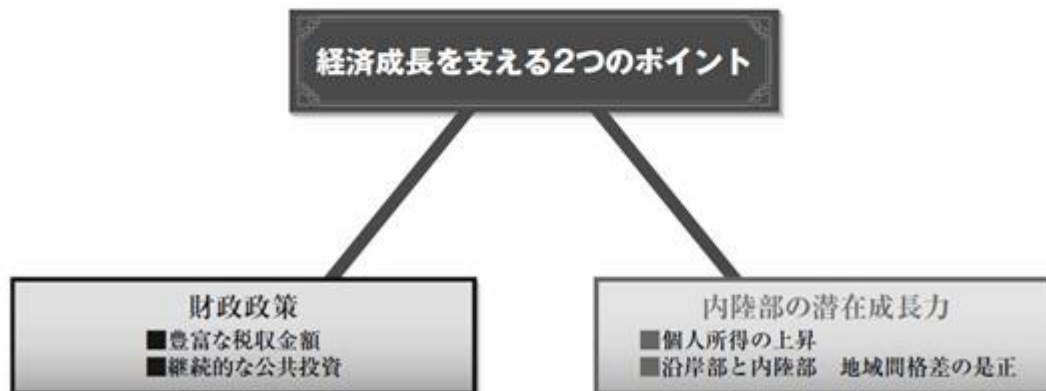 経済成長を支える2つのポイント
財政政策
■豊富な税収金額
■継続的な公共投資
内陸部の潜在成長力
■個人所得の上昇
■沿岸部と内陸部　地域間格差の是正